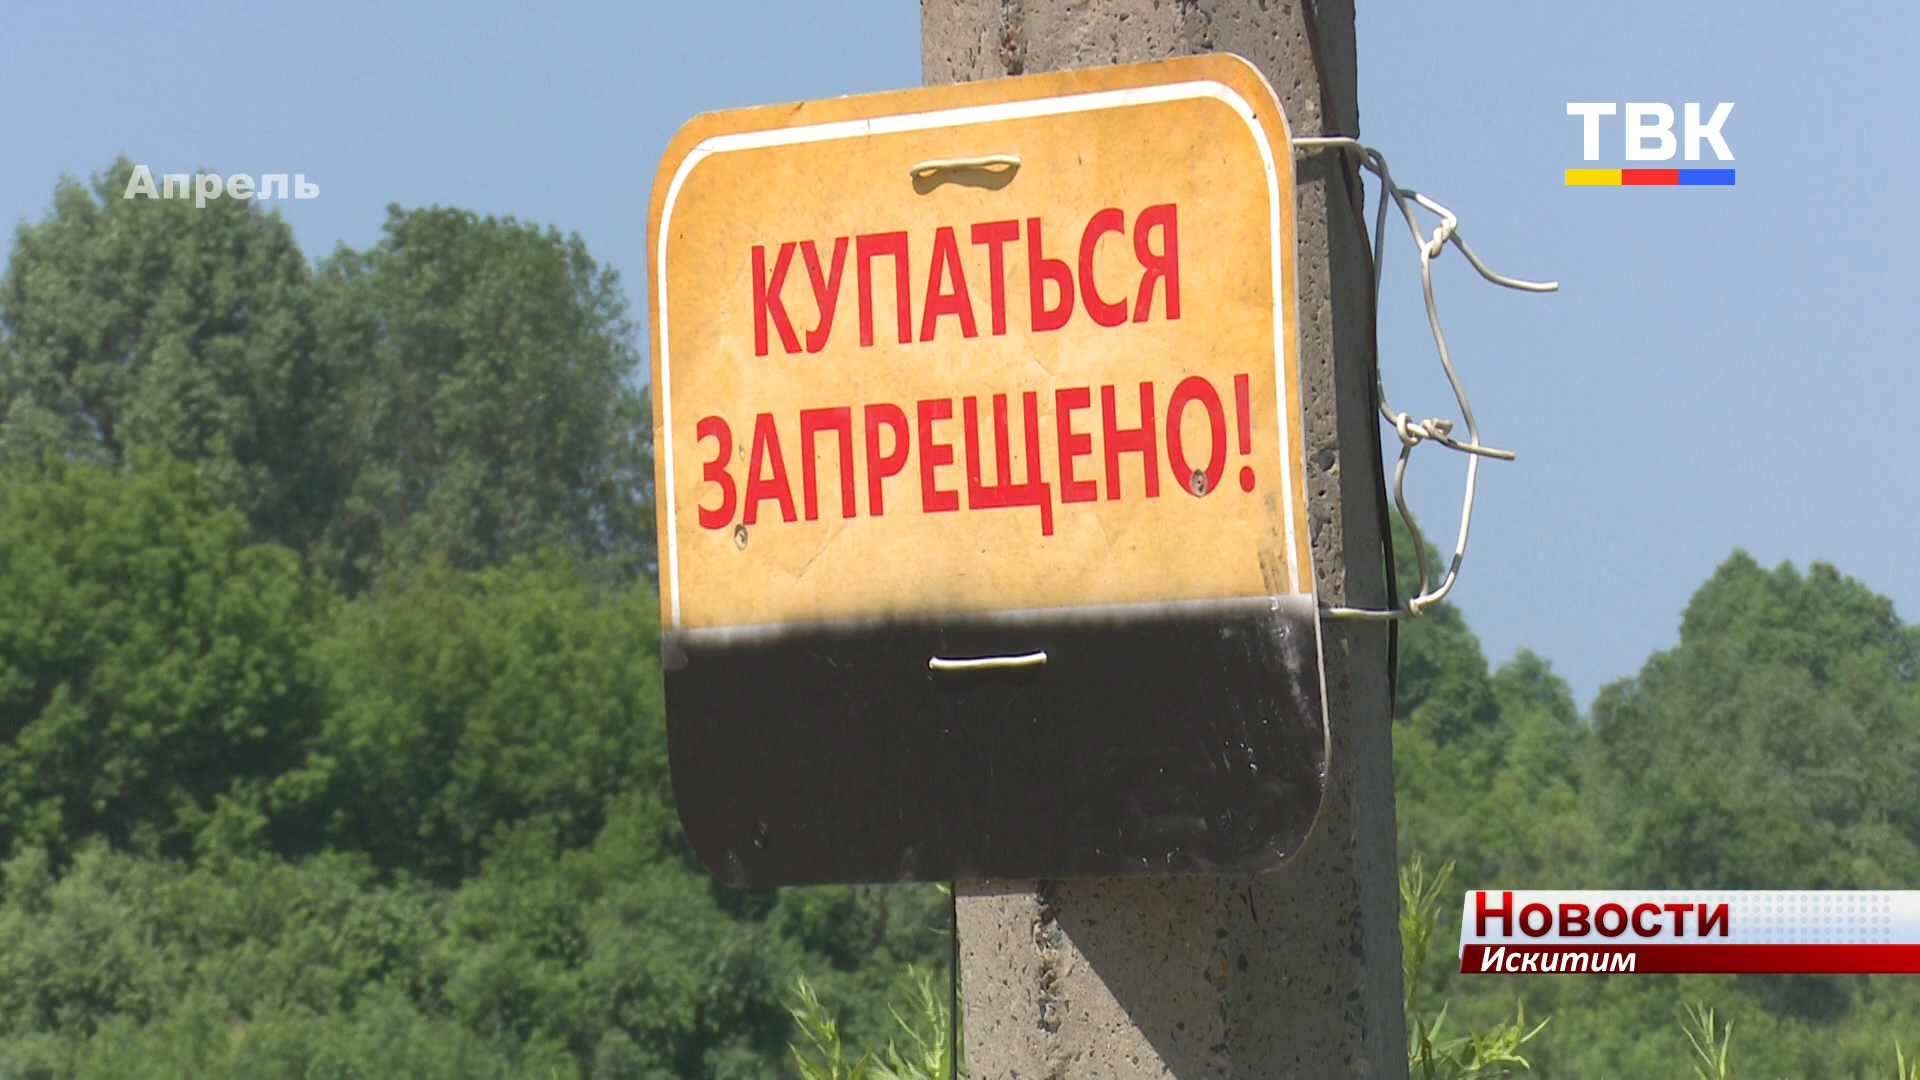 ТВК
Апрель
КУПАТЬСЯ
ЗАПРЕЩЕНО!
Новости
Искитим